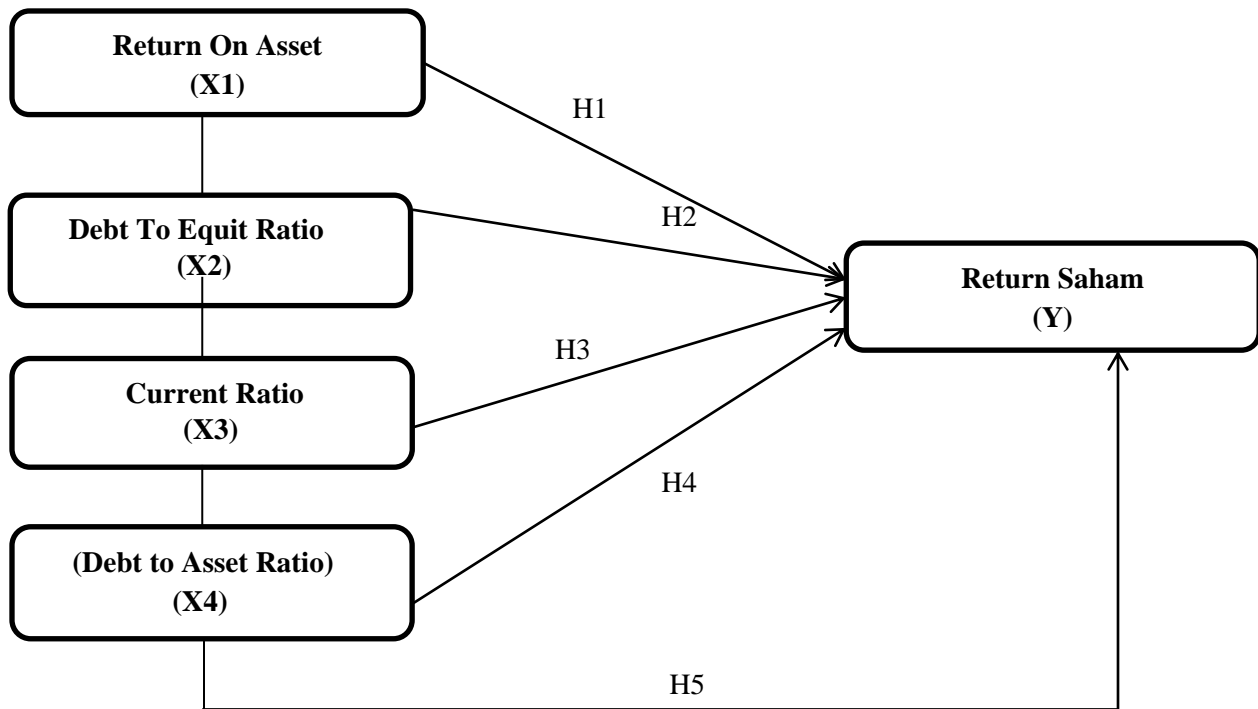 Return On Asset
(X1)
H1
Debt To Equit Ratio
(X2)
H2
Return Saham
(Y)
H3
Current Ratio
(X3)
H4
(Debt to Asset Ratio)
(X4)
H5